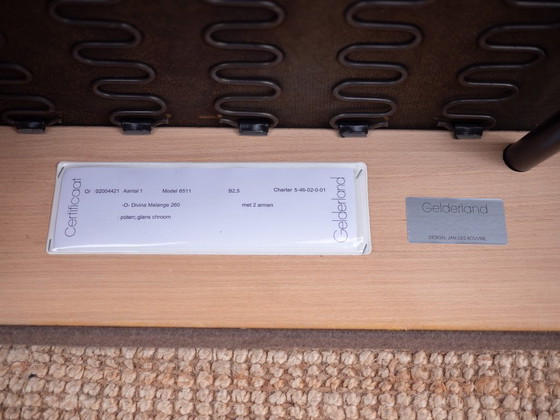 Certificaat
Or : 02004421 Aantal 1 Model 6511 B2,5 Charter 5-46-02-0-01
-O- Divina Melange 260 met 2 armen
poten; glans chroom
Gelderland
Gelderland
DESIGN: JAN DES BOUVRIE